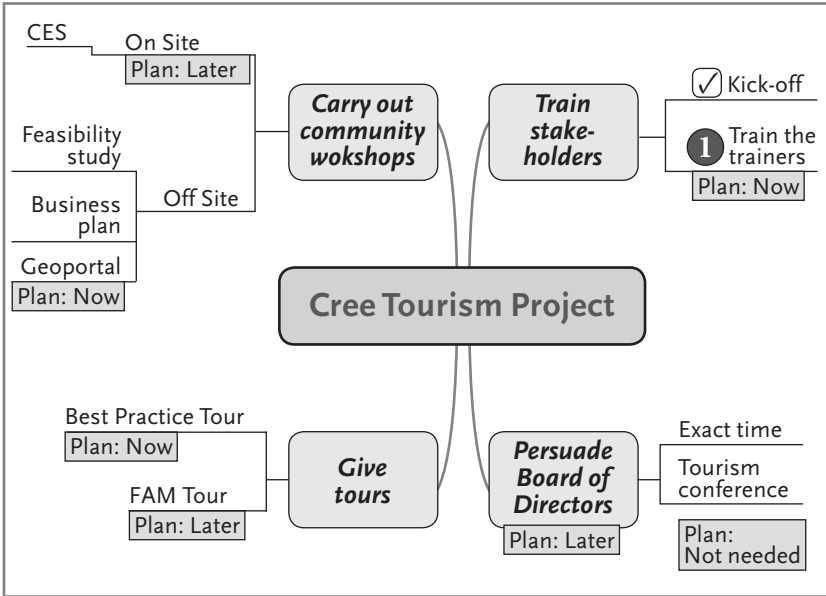 CES
On Site
Plan: Later
Feasibility
study
Business
plan
Off Site
Geoportal
Plan: Now
Carry out
community
wokshops
Train
stake-
holders
✓ Kick-off
1 Train the
trainers
Plan: Now
Cree Tourism Project
Best Practice Tour
Plan: Now
FAM Tour
Plan: Later
Give
tours
Persuade
Board of
Directors
Plan: Later
Exact time
Tourism
conference
Plan:
Not needed